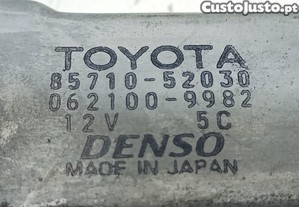 CustoJusto.pt
TOYOTA
85710-52030
062100-9982
12V 5C
DENSO
MADE IN JAPAN